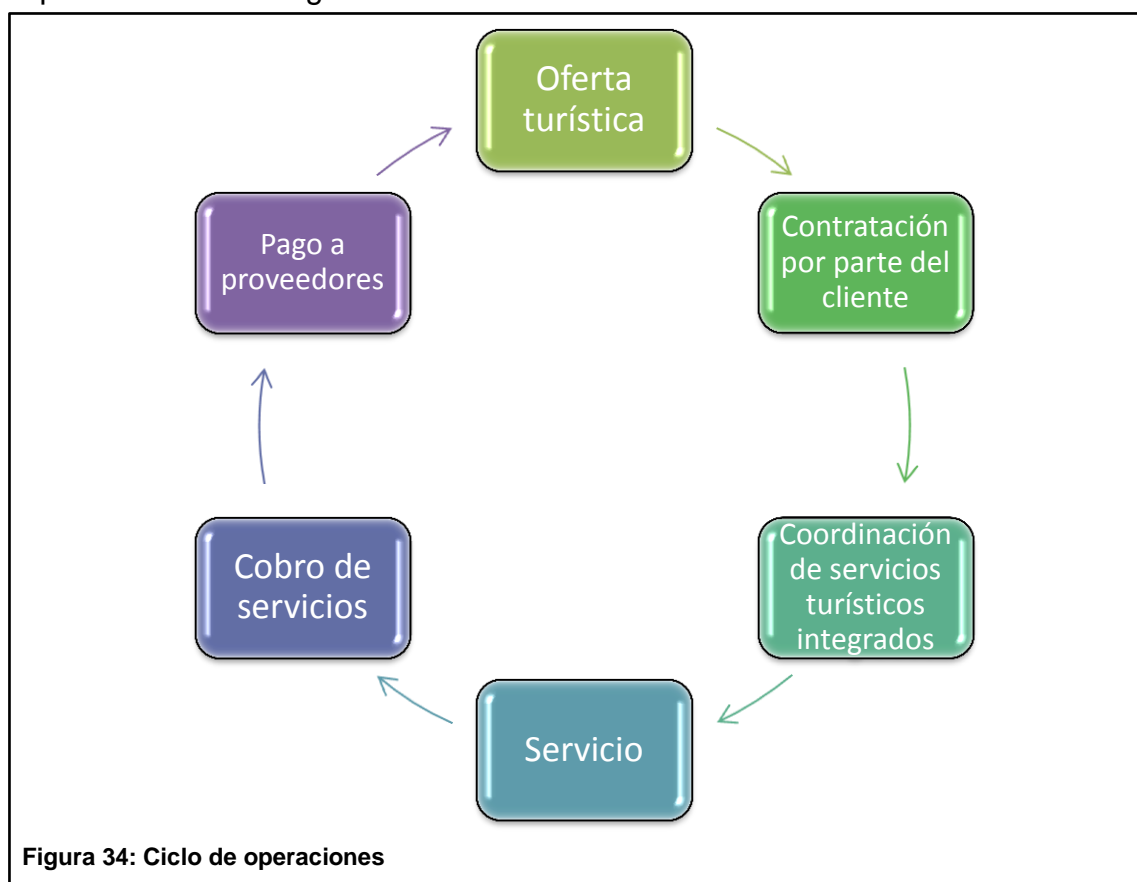 Oferta
turística
Contratación
por parte del
cliente
Coordinación
de servicios
turísticos
integrados
Servicio
Cobro de
servicios
Pago a
proveedores
Figura 34: Ciclo de operaciones